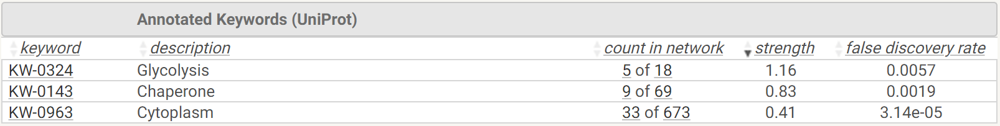 Annotated Keywords (UniProt)
keyword description count in network strength false discovery rate
KW-0324 Glycolysis 5 of 18 1.16 0.0057
KW-0143 Chaperone 9 of 69 0.83 0.0019
KW-0963 Cytoplasm 33 of 673 0.41 3.14e-05